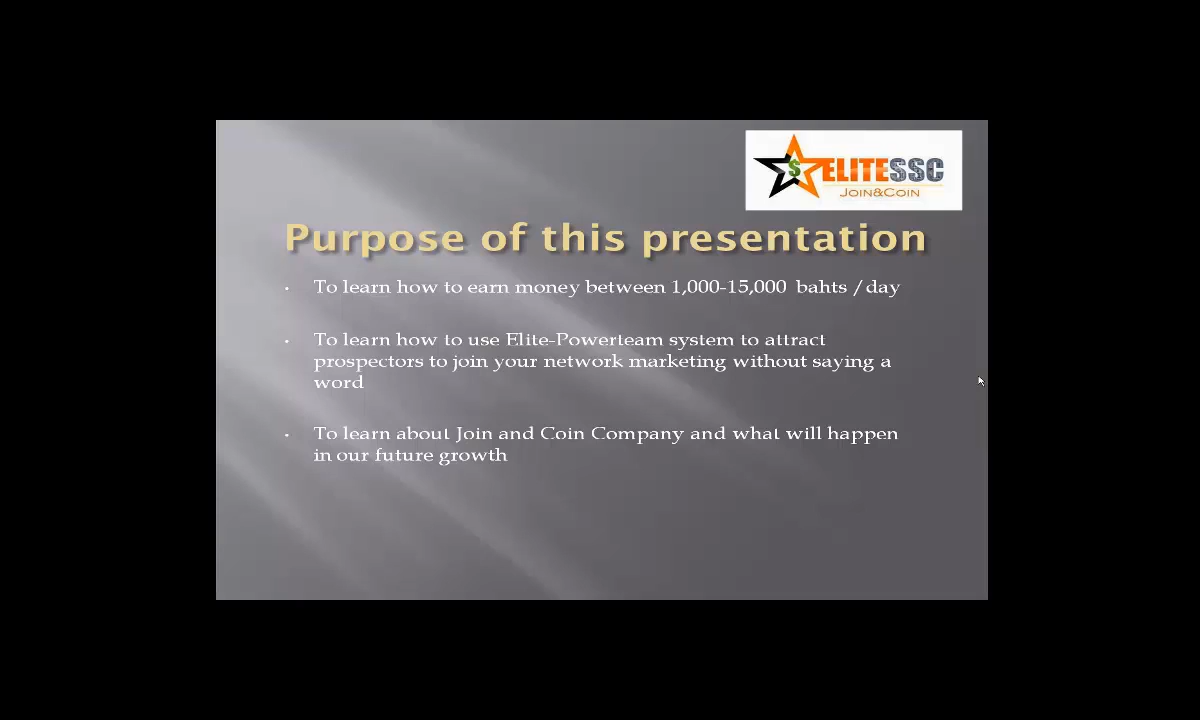 $ ELITESSC
Join&Coin
Purpose of this presentation
• To learn how to earn money between 1,000-15,000 bahts / day
• To learn how to use Elite-Powerteam system to attract
prospectors to join your network marketing without saying a
word
• To learn about Join and Coin Company and what will happen
in our future growth